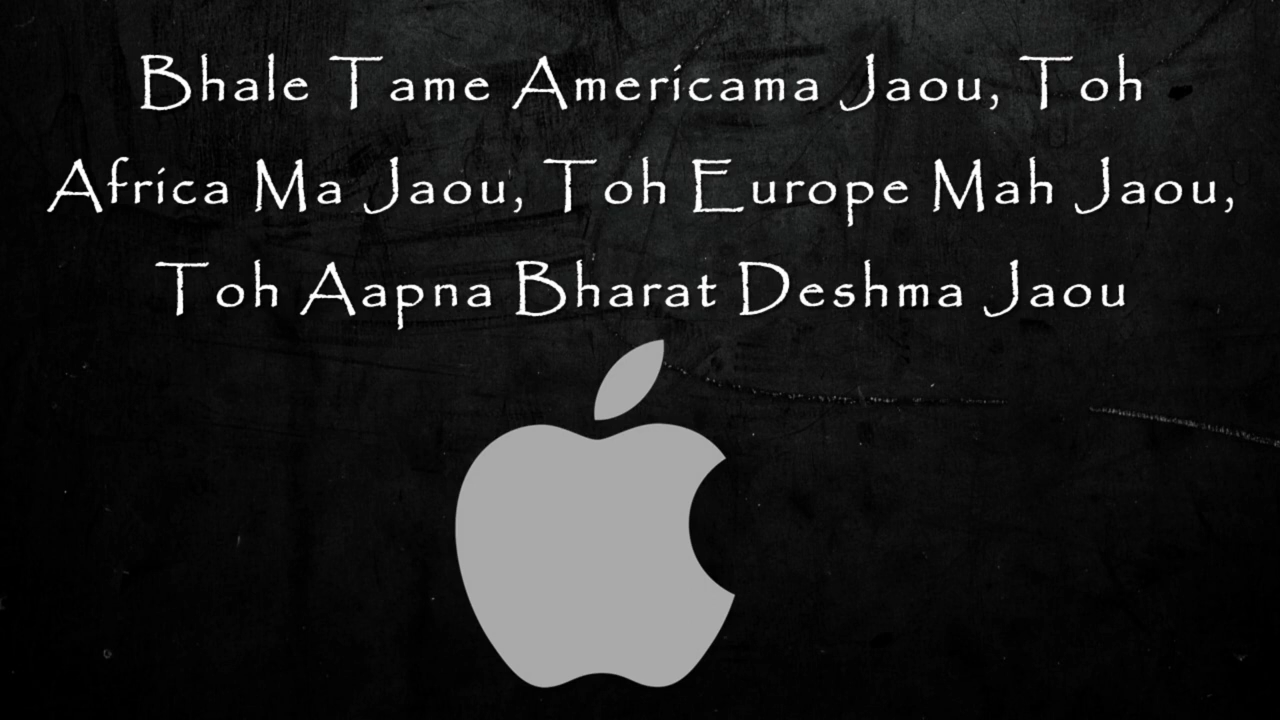 Bhale Tame Americama Jaou, Toh
Africa Ma Jaou, Toh Europe Mah Jaou,
Toh Aapna Bharat Deshma Jaou